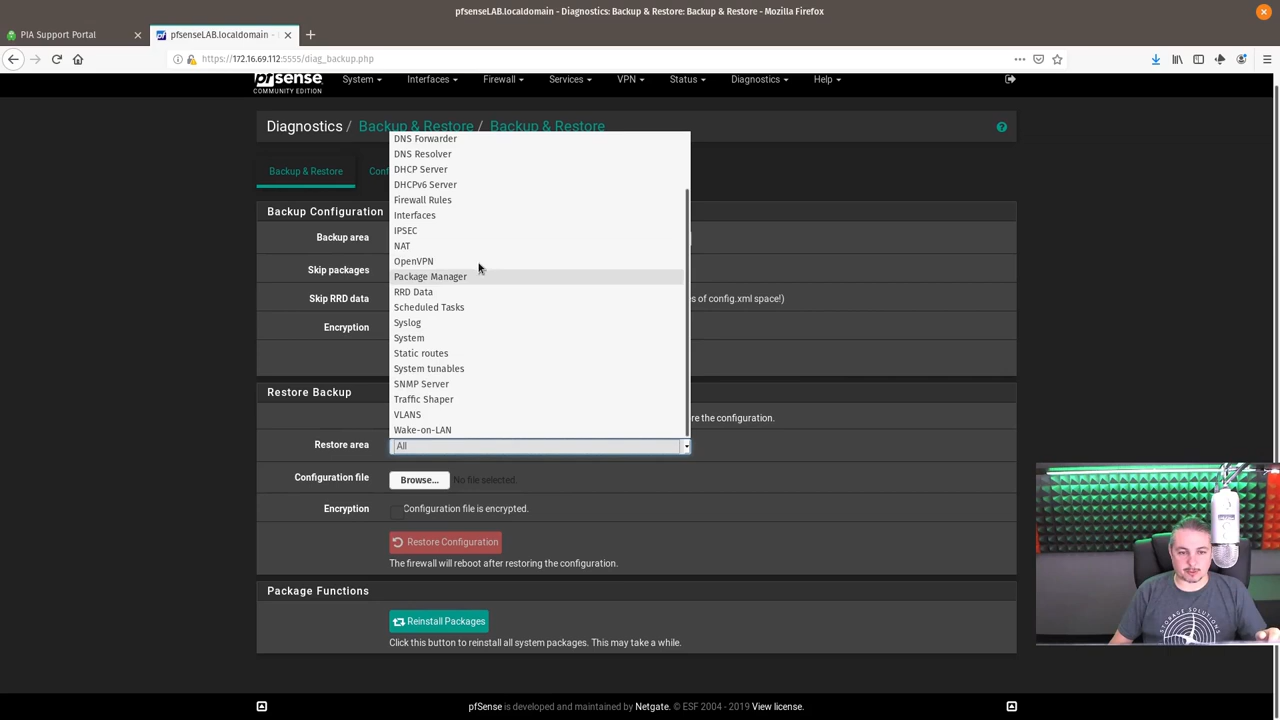 pfsenseLAB.localdomain - Diagnostics: Backup & Restore: Backup & Restore - Mozilla Firefox
PIA Support Portal
pfsenseLAB.localdomain -
https://172.16.69.112:5555/diag_backup.php
pfsense
COMMUNITY EDITION
System
Interfaces
Firewall
Services
VPN
Status
Diagnostics
Help
Diagnostics / Backup & Restore / Backup & Restore
Backup & Restore
Conf
Backup Configuration
Backup area
Skip packages
Skip RRD data
s of config.xml space!)
Encryption
DNS Forwarder
DNS Resolver
DHCP Server
DHCPv6 Server
Firewall Rules
Interfaces
IPSEC
NAT
OpenVPN
Package Manager
RRD Data
Scheduled Tasks
Syslog
System
Static routes
System tunables
SNMP Server
Traffic Shaper
VLANS
Wake-on-LAN
Restore Backup
re the configuration.
Restore area
All
Configuration file
Browse...
No file selected.
Encryption
Configuration file is encrypted.
Restore Configuration
The firewall will reboot after restoring the configuration.
Package Functions
Reinstall Packages
Click this button to reinstall all system packages. This may take a while.
STORAGE SOLUTIONS
pfSense is developed and maintained by Netgate. © ESF 2004 - 2019 View license.